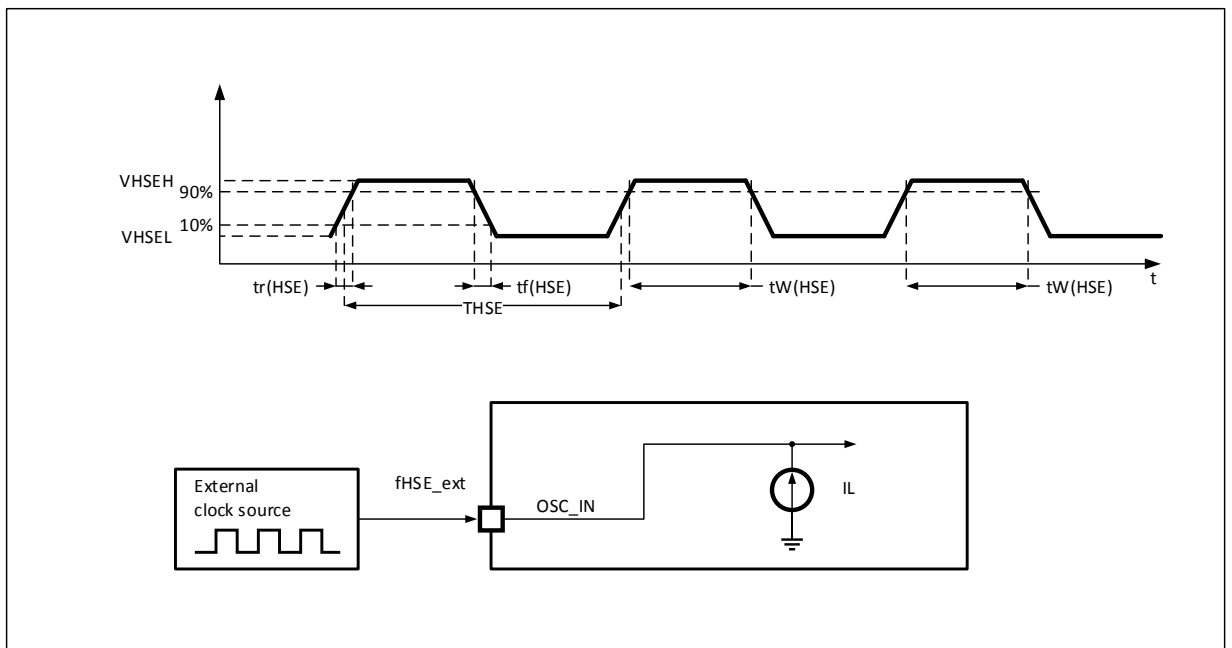 VHSEH
90%
10%
VHSEL
tr(HSE)
tf(HSE)
tW(HSE)
tW(HSE)
t
THSE
External
clock source
fHSE_ext
OSC_IN
IL